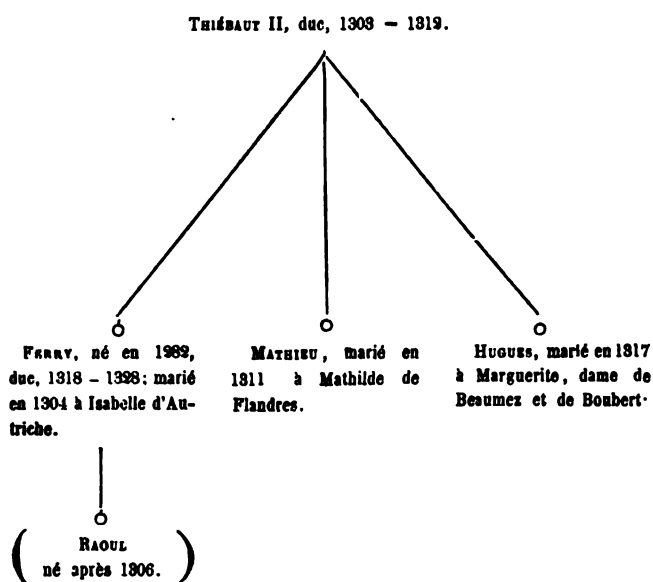 THIÉBAUT II, duc, 1303 – 1312.
FERRY, né en 1282,
duc, 1312 – 1328; marié
en 1304 à Isabelle d'Au-
triche.
MATHIEU, marié en
1311 à Mathilde de
Flandres.
HUGUES, marié en 1317
à Marguerite, dame de
Beaumez et de Boubert.
RAOUL
né après 1306.